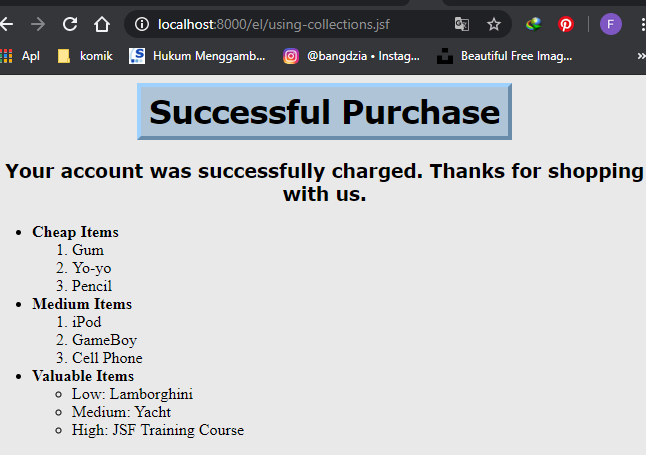 localhost:8000/el/using-collections.jsf
F
Apl
komik
Hukum Menggamb...
@bangdzia • Instag...
Beautiful Free Imag...
»
Successful Purchase
Your account was successfully charged. Thanks for shopping
with us.
• Cheap Items
1. Gum
2. Yo-yo
3. Pencil
• Medium Items
1. iPod
2. GameBoy
3. Cell Phone
• Valuable Items
○ Low: Lamborghini
○ Medium: Yacht
○ High: JSF Training Course